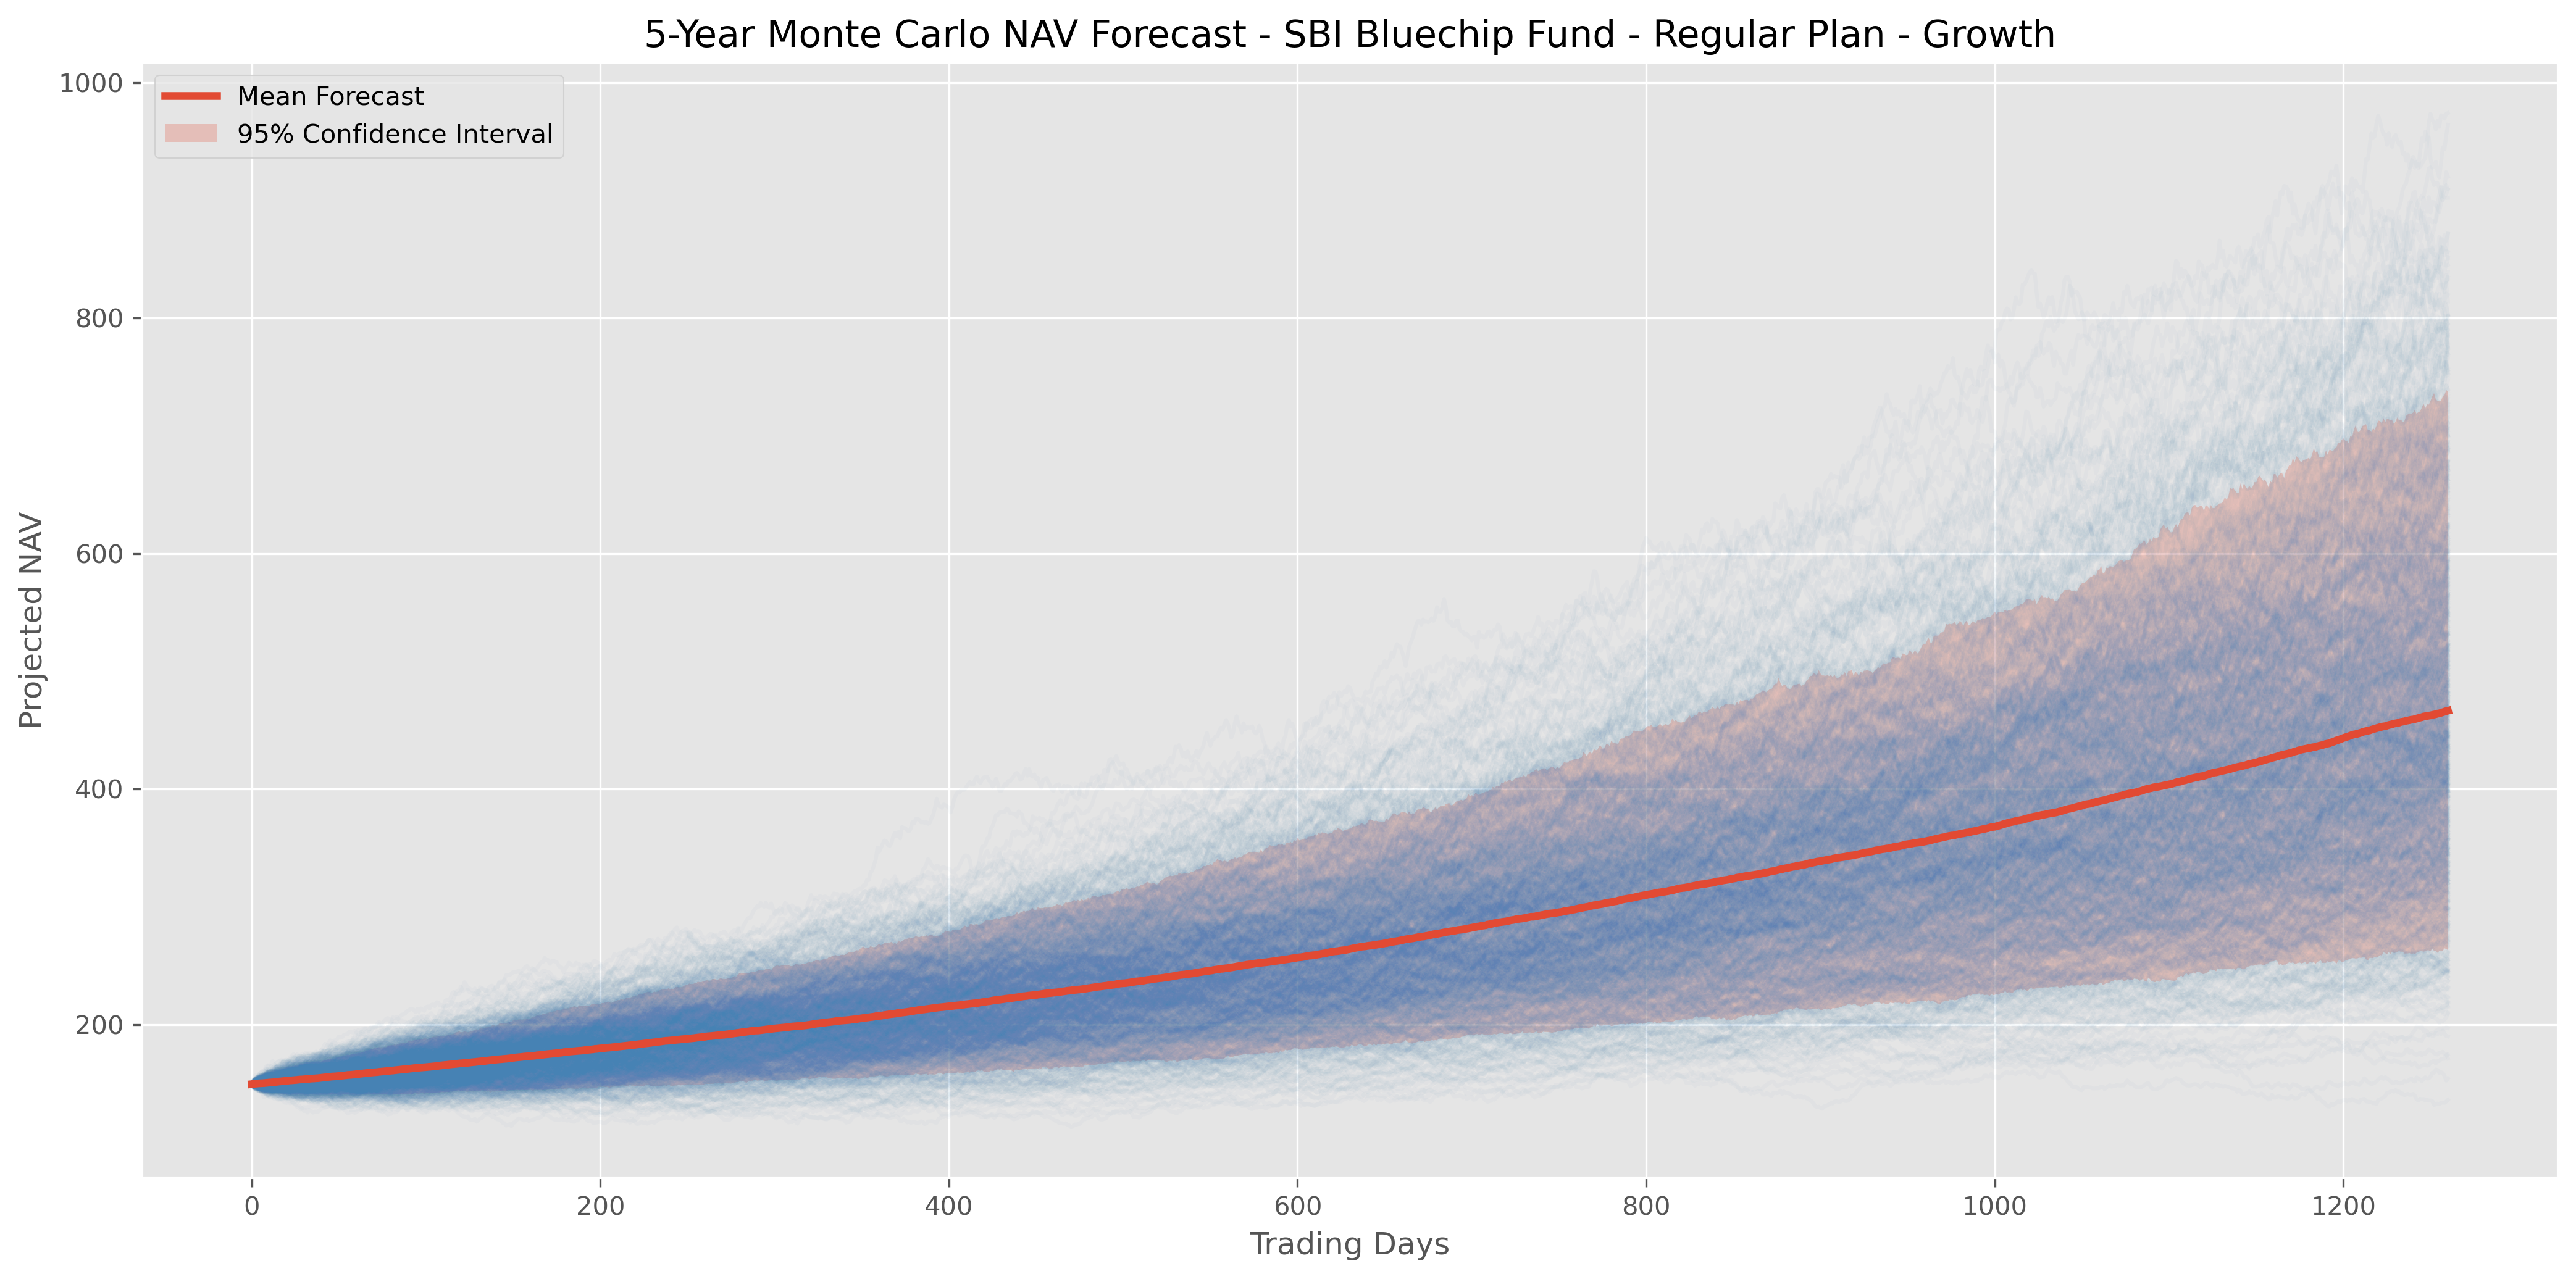 5-Year Monte Carlo NAV Forecast - SBI Bluechip Fund - Regular Plan - Growth
Mean Forecast
95% Confidence Interval
Projected NAV
1000
800
600
400
200
0 200 400 600 800 1000 1200
Trading Days